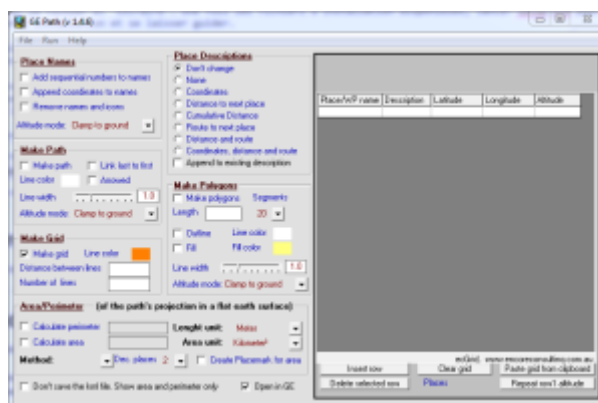 GE Path (v 1.4.6)
File Run Help
Place Names
Add sequential numbers to names
Append coordinates to names
Remove names and icons
Altitude mode: Clamp to ground
Make Path
Make path Link last to first
Line color Arrowed
Line width 1.0
Altitude mode: Clamp to ground
Make Grid
Make grid Line color
Distance between lines
Number of lines
Place Descriptions
Don't change
None
Coordinates
Distance to next place
Cumulative Distance
Route to next place
Distance and route
Coordinates, distance and route
Append to existing description
Make Polygons
Make polygons Segments
Length 20
Outline Line color
Fill Fill color
Line width 1.0
Altitude mode: Clamp to ground
Area/Perimeter (of the path's projection in a flat earth surface)
Calculate perimeter Lenght unit: Meter
Calculate area Area unit: Kilometer²
Method: Dec. places 2 Create Placemark for area
Don't save the kml file. Show area and perimeter only Open in GE
Place/WP name Description Latitude Longitude Altitude
www.encoreconsulting.com.au
Insert row Clear grid Paste grid from clipboard
Delete selected row Places Repeat row1 altitude